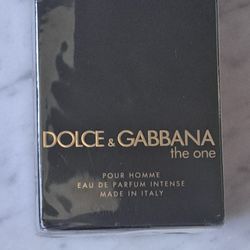 DOLCE & GABBANA
the one
POUR HOMME
EAU DE PARFUM INTENSE
MADE IN ITALY